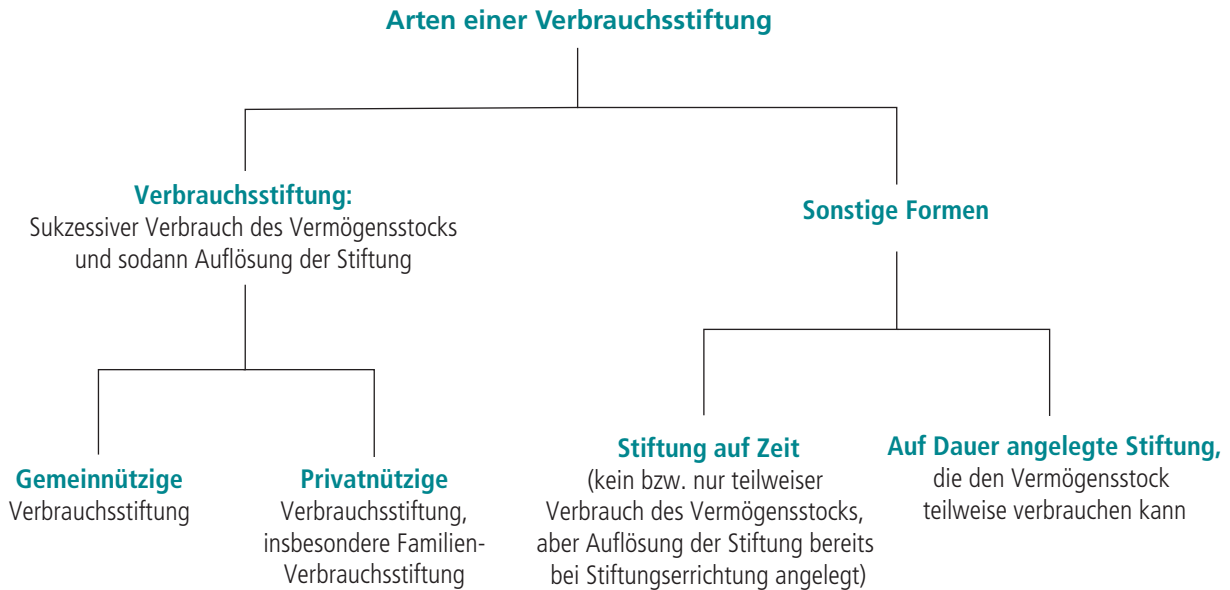 Arten einer Verbrauchsstiftung
Verbrauchsstiftung:
Sukzessiver Verbrauch des Vermögensstocks
und sodann Auflösung der Stiftung
Sonstige Formen
Gemeinnützige
Verbrauchsstiftung
Privatnützige
Verbrauchsstiftung,
insbesondere Familien-
Verbrauchsstiftung
Stiftung auf Zeit
(kein bzw. nur teilweiser
Verbrauch des Vermögensstocks,
aber Auflösung der Stiftung bereits
bei Stiftungserrichtung angelegt)
Auf Dauer angelegte Stiftung,
die den Vermögensstock
teilweise verbrauchen kann